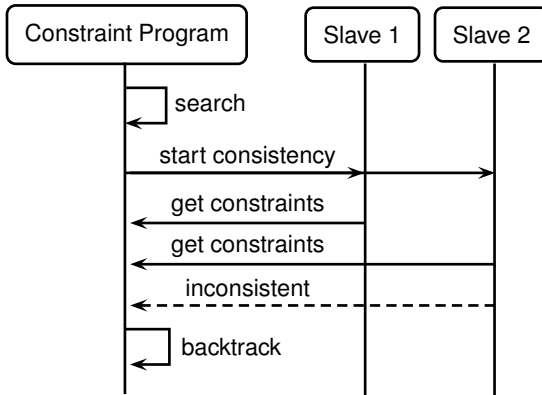 Constraint Program
Slave 1
Slave 2
search
start consistency
get constraints
get constraints
inconsistent
backtrack